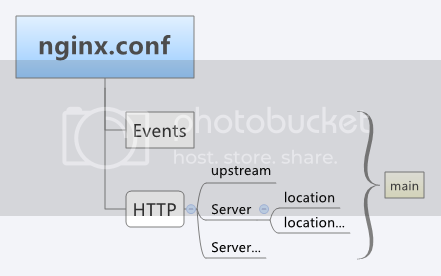 nginx.conf
photobucket
host. store. share.
Events
upstream
HTTP
Server
location
location...
Server...
main